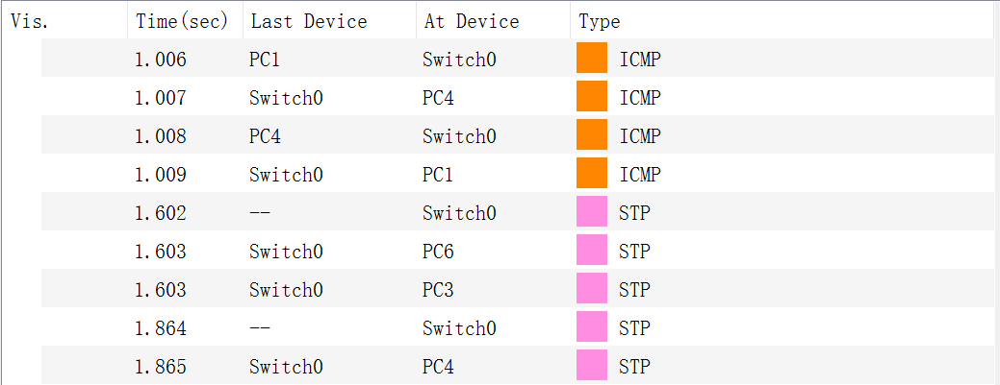 Vis. Time(sec) Last Device At Device Type
1.006 PC1 Switch0 ICMP
1.007 Switch0 PC4 ICMP
1.008 PC4 Switch0 ICMP
1.009 Switch0 PC1 ICMP
1.602 -- Switch0 STP
1.603 Switch0 PC6 STP
1.603 Switch0 PC3 STP
1.864 -- Switch0 STP
1.865 Switch0 PC4 STP